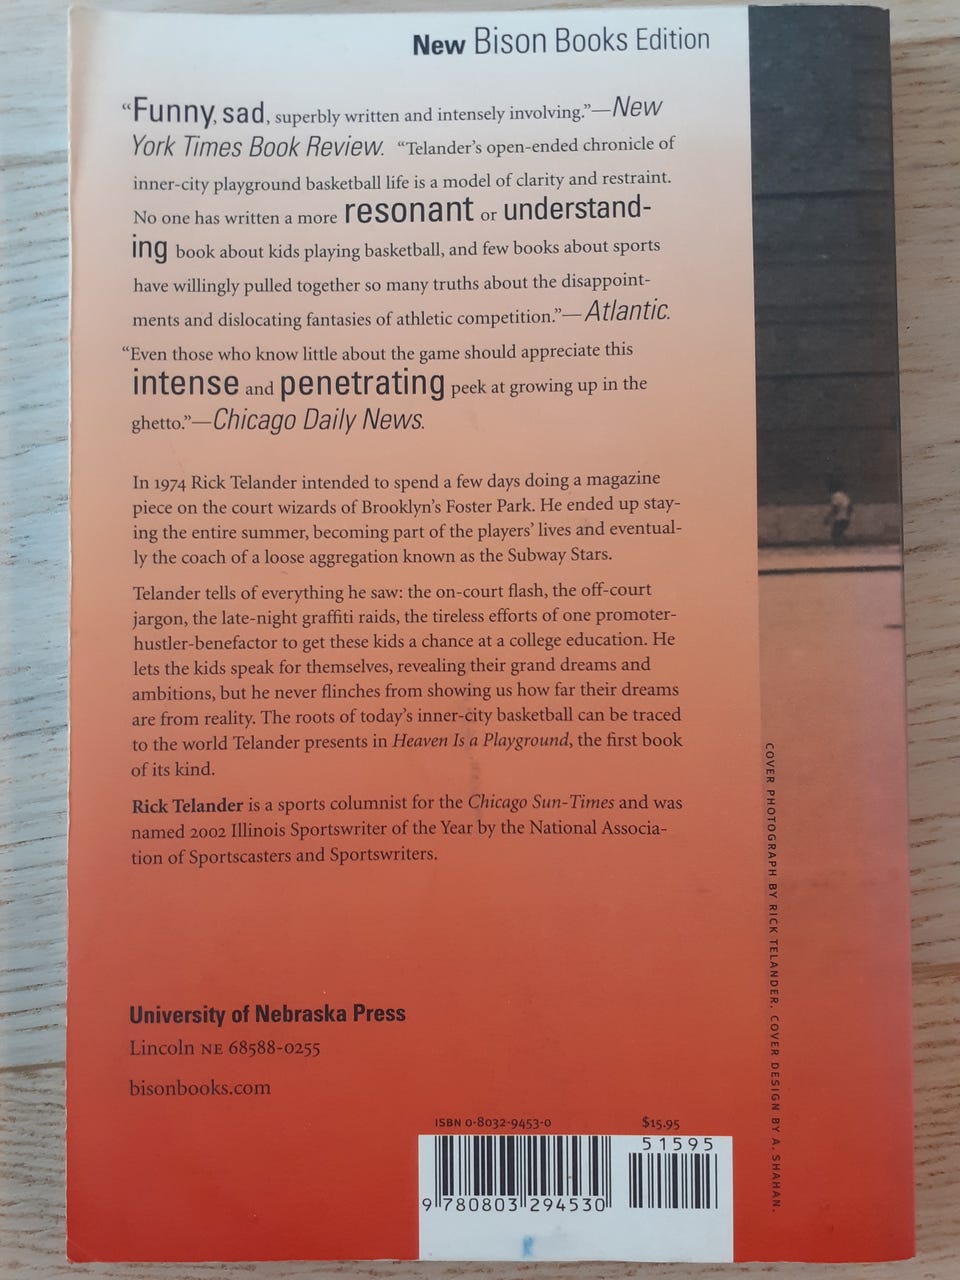 New Bison Books Edition
“Funny, sad, superbly written and intensely involving.”—New
York Times Book Review. “Telander’s open-ended chronicle of
inner-city playground basketball life is a model of clarity and restraint.
No one has written a more resonant or understand-
ing book about kids playing basketball, and few books about sports
have willingly pulled together so many truths about the disappoint-
ments and dislocating fantasies of athletic competition.”—Atlantic.
“Even those who know little about the game should appreciate this
intense and penetrating peek at growing up in the
ghetto.”—Chicago Daily News.
In 1974 Rick Telander intended to spend a few days doing a magazine
piece on the court wizards of Brooklyn’s Foster Park. He ended up stay-
ing the entire summer, becoming part of the players’ lives and eventual-
ly the coach of a loose aggregation known as the Subway Stars.
Telander tells of everything he saw: the on-court flash, the off-court
jargon, the late-night graffiti raids, the tireless efforts of one promoter-
hustler-benefactor to get these kids a chance at a college education. He
lets the kids speak for themselves, revealing their grand dreams and
ambitions, but he never flinches from showing us how far their dreams
are from reality. The roots of today’s inner-city basketball can be traced
to the world Telander presents in Heaven Is a Playground, the first book
of its kind.
Rick Telander is a sports columnist for the Chicago Sun-Times and was
named 2002 Illinois Sportswriter of the Year by the National Associa-
tion of Sportscasters and Sportswriters.
University of Nebraska Press
Lincoln NE 68588-0255
bisonbooks.com
ISBN 0-8032-9453-0 $15.95
51595
9 780803 294530
COVER PHOTOGRAPH BY RICK TELANDER. COVER DESIGN BY A. SHAHAN.